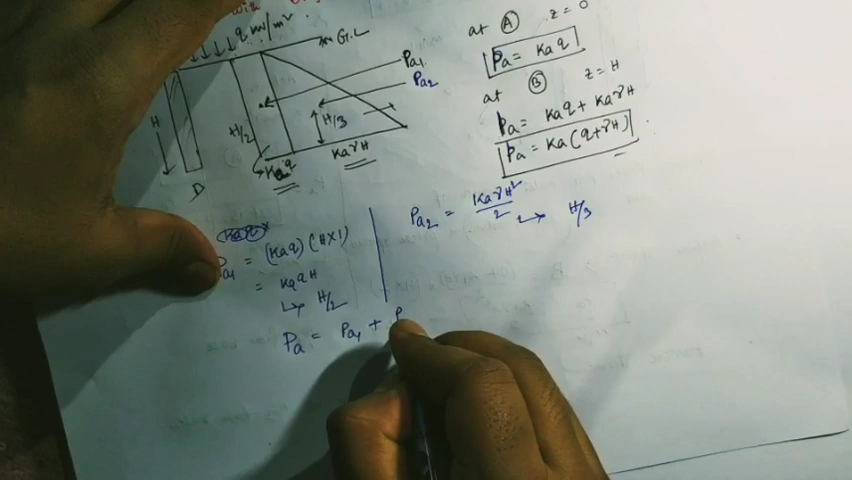 with
q kN/m²
G.L
Pa₁
Pa₂
H
H/2
H/3
Kaq
KaγH
at Ⓐ z = 0
Pa = Kaq
at Ⓑ z = H
Pa = Kaq + KaγH
Pa = Ka(q+γH)
Pa₁ = (Kaq)(H×1)
= KaqH
↳ H/2
Pa₂ = KaγH²/2 ↳ H/3
Pa = Pa₁ + P